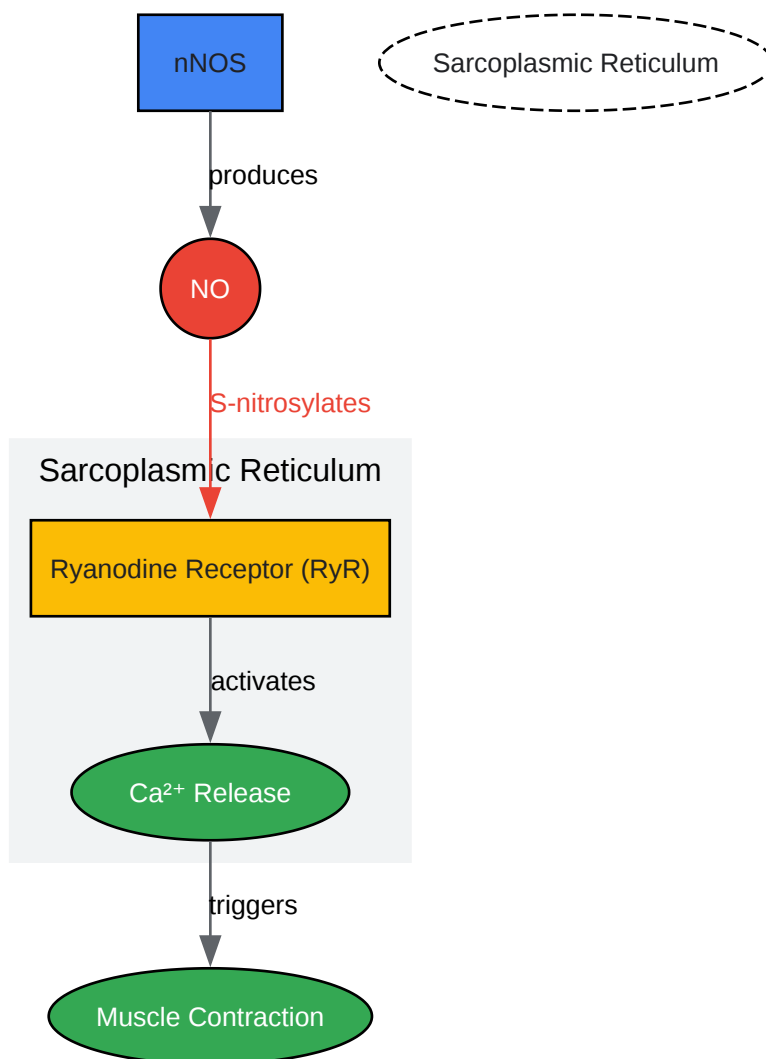 nNOS
Sarcoplasmic Reticulum
produces
NO
S-nitrosylates
Sarcoplasmic Reticulum
Ryanodine Receptor (RyR)
activates
Ca²⁺ Release
triggers
Muscle Contraction